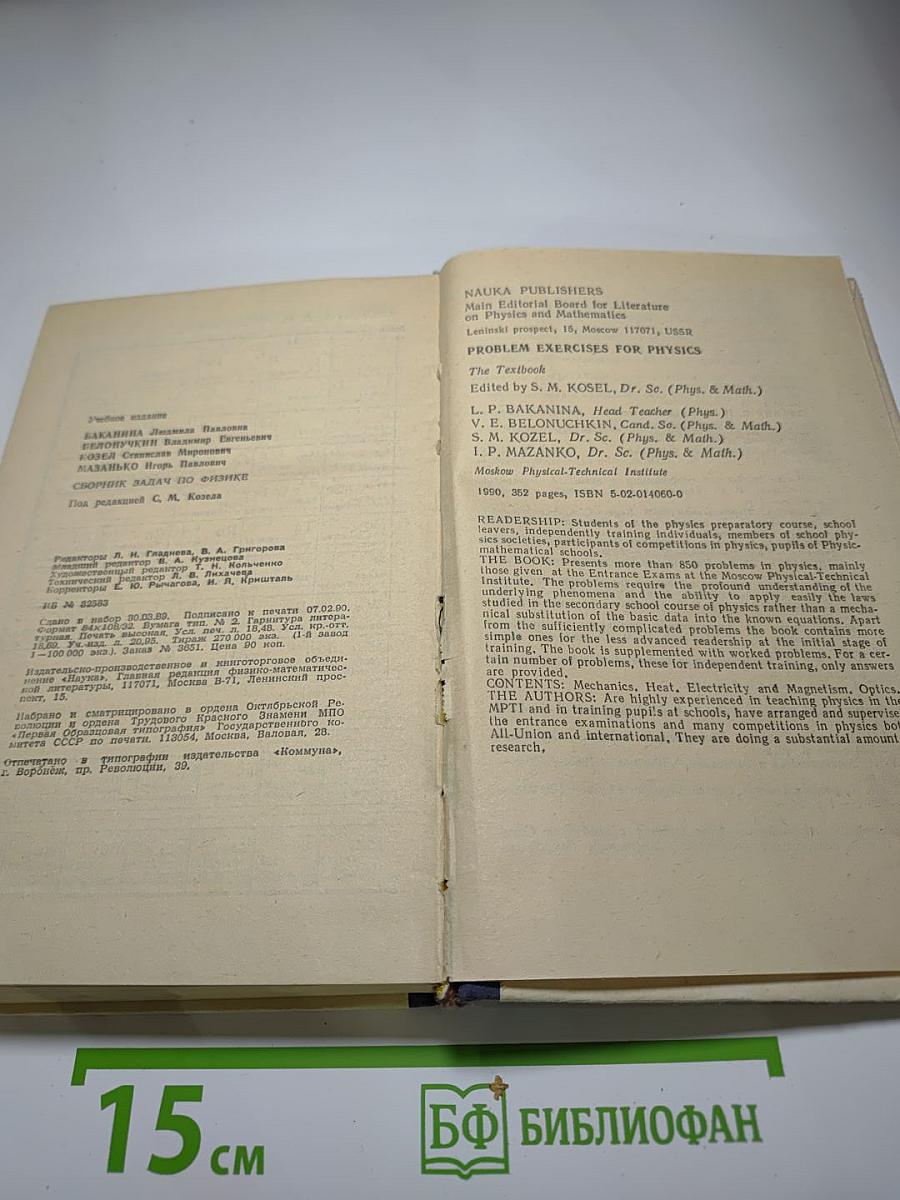 Учебное издание
БАКАНИНА Людмила Павловна
БЕЛОНУЧКИН Владимир Евгеньевич
КОЗЕЛ Станислав Миронович
МАЗАНЬКО Игорь Павлович
СБОРНИК ЗАДАЧ ПО ФИЗИКЕ
Под редакцией С. М. Козела
Редакторы Л. И. Гладнева, В. А. Григорова
Младший редактор В. А. Кузнецова
Художественный редактор Т. Н. Кольченко
Технический редактор Л. В. Лихачева
Корректоры Е. Ю. Рычагова, И. Я. Кришталь
ИБ № 32583
Сдано в набор 30.03.89. Подписано к печати 07.02.90.
Формат 84×108/32. Бумага тип. № 2. Гарнитура литера-
турная. Печать высокая. Усл. печ. л. 18,48. Усл. кр.-отт.
18,69. Уч.-изд. л. 20,95. Тираж 270 000 экз. (1-й завод
1—100 000 экз.). Заказ № 3651. Цена 90 коп.
Издательско-производственное и книготорговое объеди-
нение «Наука». Главная редакция физико-математичес-
кой литературы, 117071, Москва В-71, Ленинский прос-
пект, 15.
Набрано и сматрицировано в ордена Октябрьской Ре-
волюции и ордена Трудового Красного Знамени МПО
«Первая Образцовая типография» Государственного ко-
митета СССР по печати. 113054, Москва, Валовая, 28.
Отпечатано в типографии издательства «Коммуна»,
г. Воронеж, пр. Революции, 39.
NAUKA PUBLISHERS
Main Editorial Board for Literature
on Physics and Mathematics
Leninski prospect, 15, Moscow 117071, USSR
PROBLEM EXERCISES FOR PHYSICS
The Textbook
Edited by S. M. KOSEL, Dr. Sc. (Phys. & Math.)
L. P. BAKANINA, Head Teacher (Phys.)
V. E. BELONUCHKIN, Cand. So. (Phys. & Math.)
S. M. KOZEL, Dr. Sc. (Phys. & Math.)
I. P. MAZANKO, Dr. Sc. (Phys. & Math.)
Moskow Physical-Technical Institute
1990, 352 pages, ISBN 5-02-014060-0
READERSHIP: Students of the physics preparatory course, school
leavers, independently training individuals, members of school phy-
sics societies, participants of competitions in physics, pupils of Physic-
mathematical schools.
THE BOOK: Presents more than 850 problems in physics, mainly
those given at the Entrance Exams at the Moscow Physical-Technical
Institute. The problems require the profound understanding of the
underlying phenomena and the ability to apply easily the laws
studied in the secondary school course of physics rather than a mecha-
nical substitution of the basic data into the known equations. Apart
from the sufficiently complicated problems the book contains more
simple ones for the less advanced readership at the initial stage of
training. The book is supplemented with worked problems. For a cer-
tain number of problems, these for independent training, only answers
are provided.
CONTENTS: Mechanics. Heat. Electricity and Magnetism. Optics.
THE AUTHORS: Are highly experienced in teaching physics in the
MPTI and in training pupils at schools, have arranged and supervise
the entrance examinations and many competitions in physics bot
All-Union and international. They are doing a substantial amount
research.
15 см
БФ БИБЛИОФАН